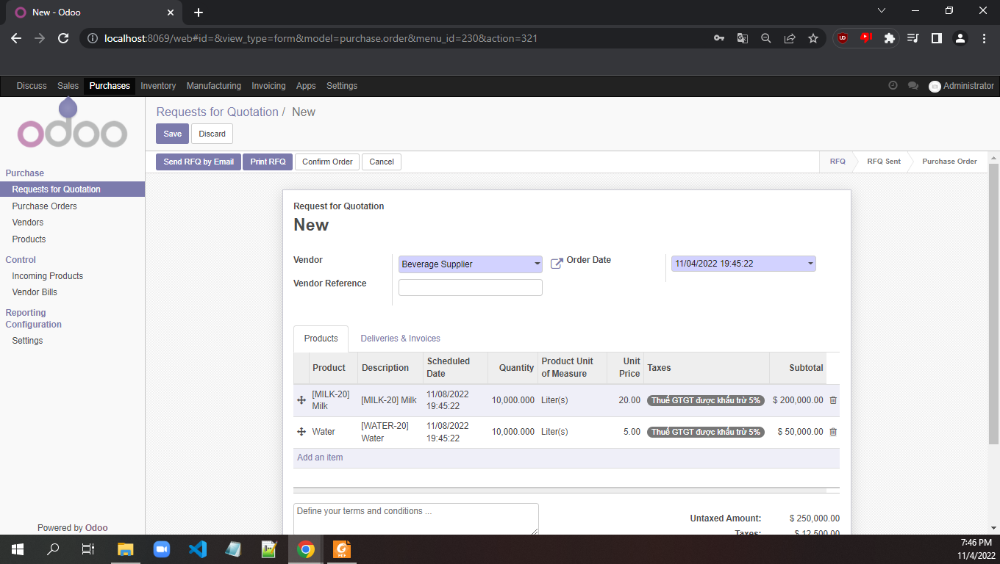 New - Odoo
localhost:8069/web#id=&view_type=form&model=purchase.order&menu_id=230&action=321
Discuss Sales Purchases Inventory Manufacturing Invoicing Apps Settings Administrator
odoo
Requests for Quotation / New
Save Discard
Send RFQ by Email Print RFQ Confirm Order Cancel RFQ RFQ Sent Purchase Order
Purchase
Requests for Quotation
Purchase Orders
Vendors
Products
Control
Incoming Products
Vendor Bills
Reporting
Configuration
Settings
Powered by Odoo
Request for Quotation
New
Vendor Beverage Supplier Order Date 11/04/2022 19:45:22
Vendor Reference
Products Deliveries & Invoices
Product Description Scheduled Date Quantity Product Unit of Measure Unit Price Taxes Subtotal
[MILK-20] Milk [MILK-20] Milk 11/08/2022 19:45:22 10,000.000 Liter(s) 20.00 Thuế GTGT được khấu trừ 5% $ 200,000.00
Water [WATER-20] Water 11/08/2022 19:45:22 10,000.000 Liter(s) 5.00 Thuế GTGT được khấu trừ 5% $ 50,000.00
Add an item
Define your terms and conditions ...
Untaxed Amount: $ 250,000.00
Taxes: $ 12,500.00
7:46 PM
11/4/2022